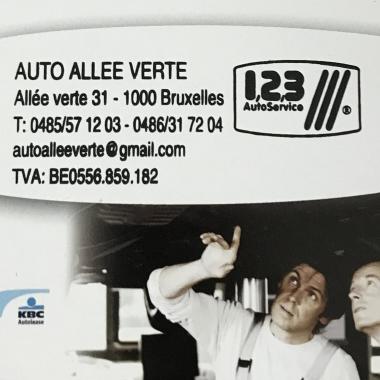 AUTO ALLEE VERTE
Allée verte 31 - 1000 Bruxelles
T: 0485/57 12 03 - 0486/31 72 04
autoalleeverte@gmail.com
TVA: BE0556.859.182
1,2,3
AutoService
®
KBC
Autolease